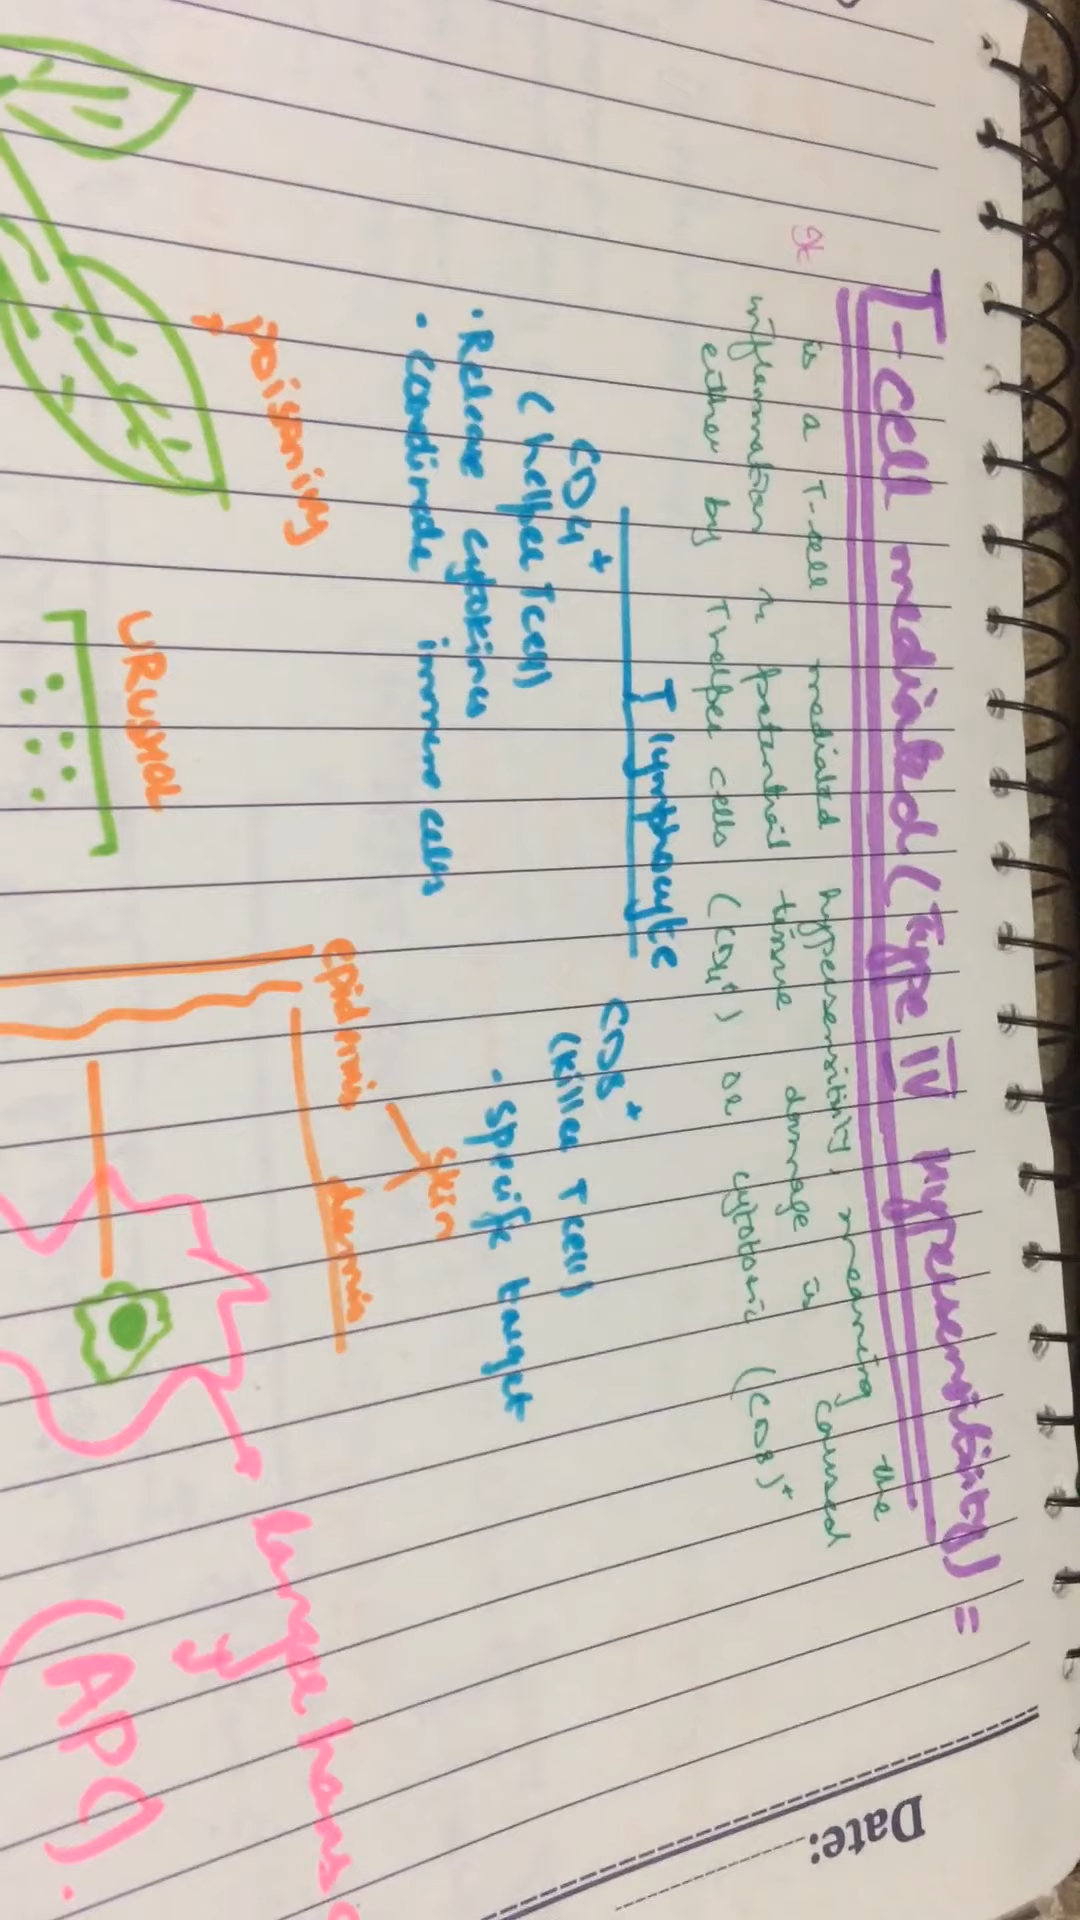 Date:
T-cell mediated (Type IV Hypersensitivity) =
is a T-cell mediated hypersensitivity, meaning the
inflammation n potential tissue damage is caused
either by T helper cells (CD4+) or cytotoxic (CD8)+
T lymphocyte
CD4+
(helper T cell)
• Release cytokines
• coordinade immune cells
CD8+
(killer T cell)
• Specific target
skin
epidermis
dermis
poisonivy
URUSHIOL
Langerhans
(APC).